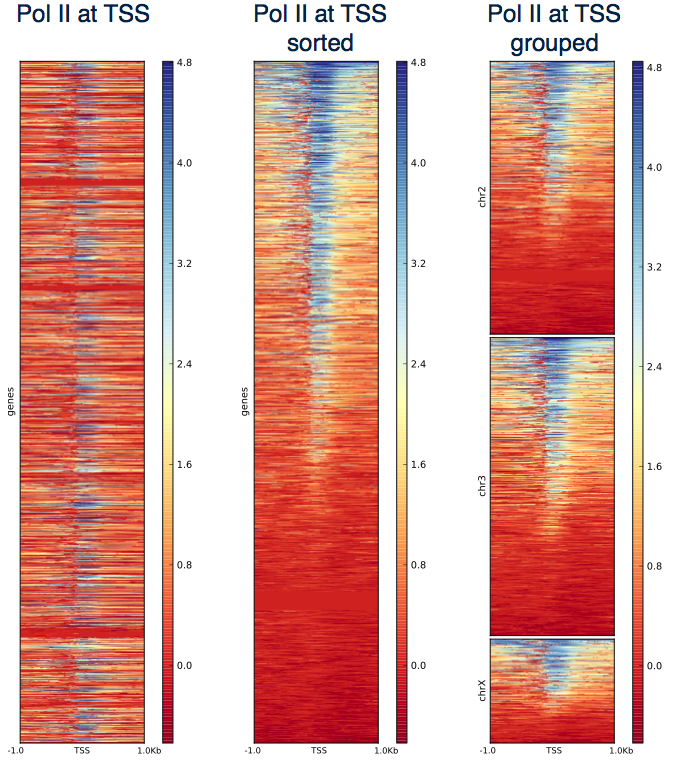 Pol II at TSS
Pol II at TSS
sorted
Pol II at TSS
grouped
4.8
4.0
3.2
2.4
1.6
0.8
0.0
genes
-1.0
TSS
1.0Kb
4.8
4.0
3.2
2.4
1.6
0.8
0.0
genes
-1.0
TSS
1.0Kb
4.8
4.0
3.2
2.4
1.6
0.8
0.0
chr2
chr3
chrX
-1.0
TSS
1.0Kb